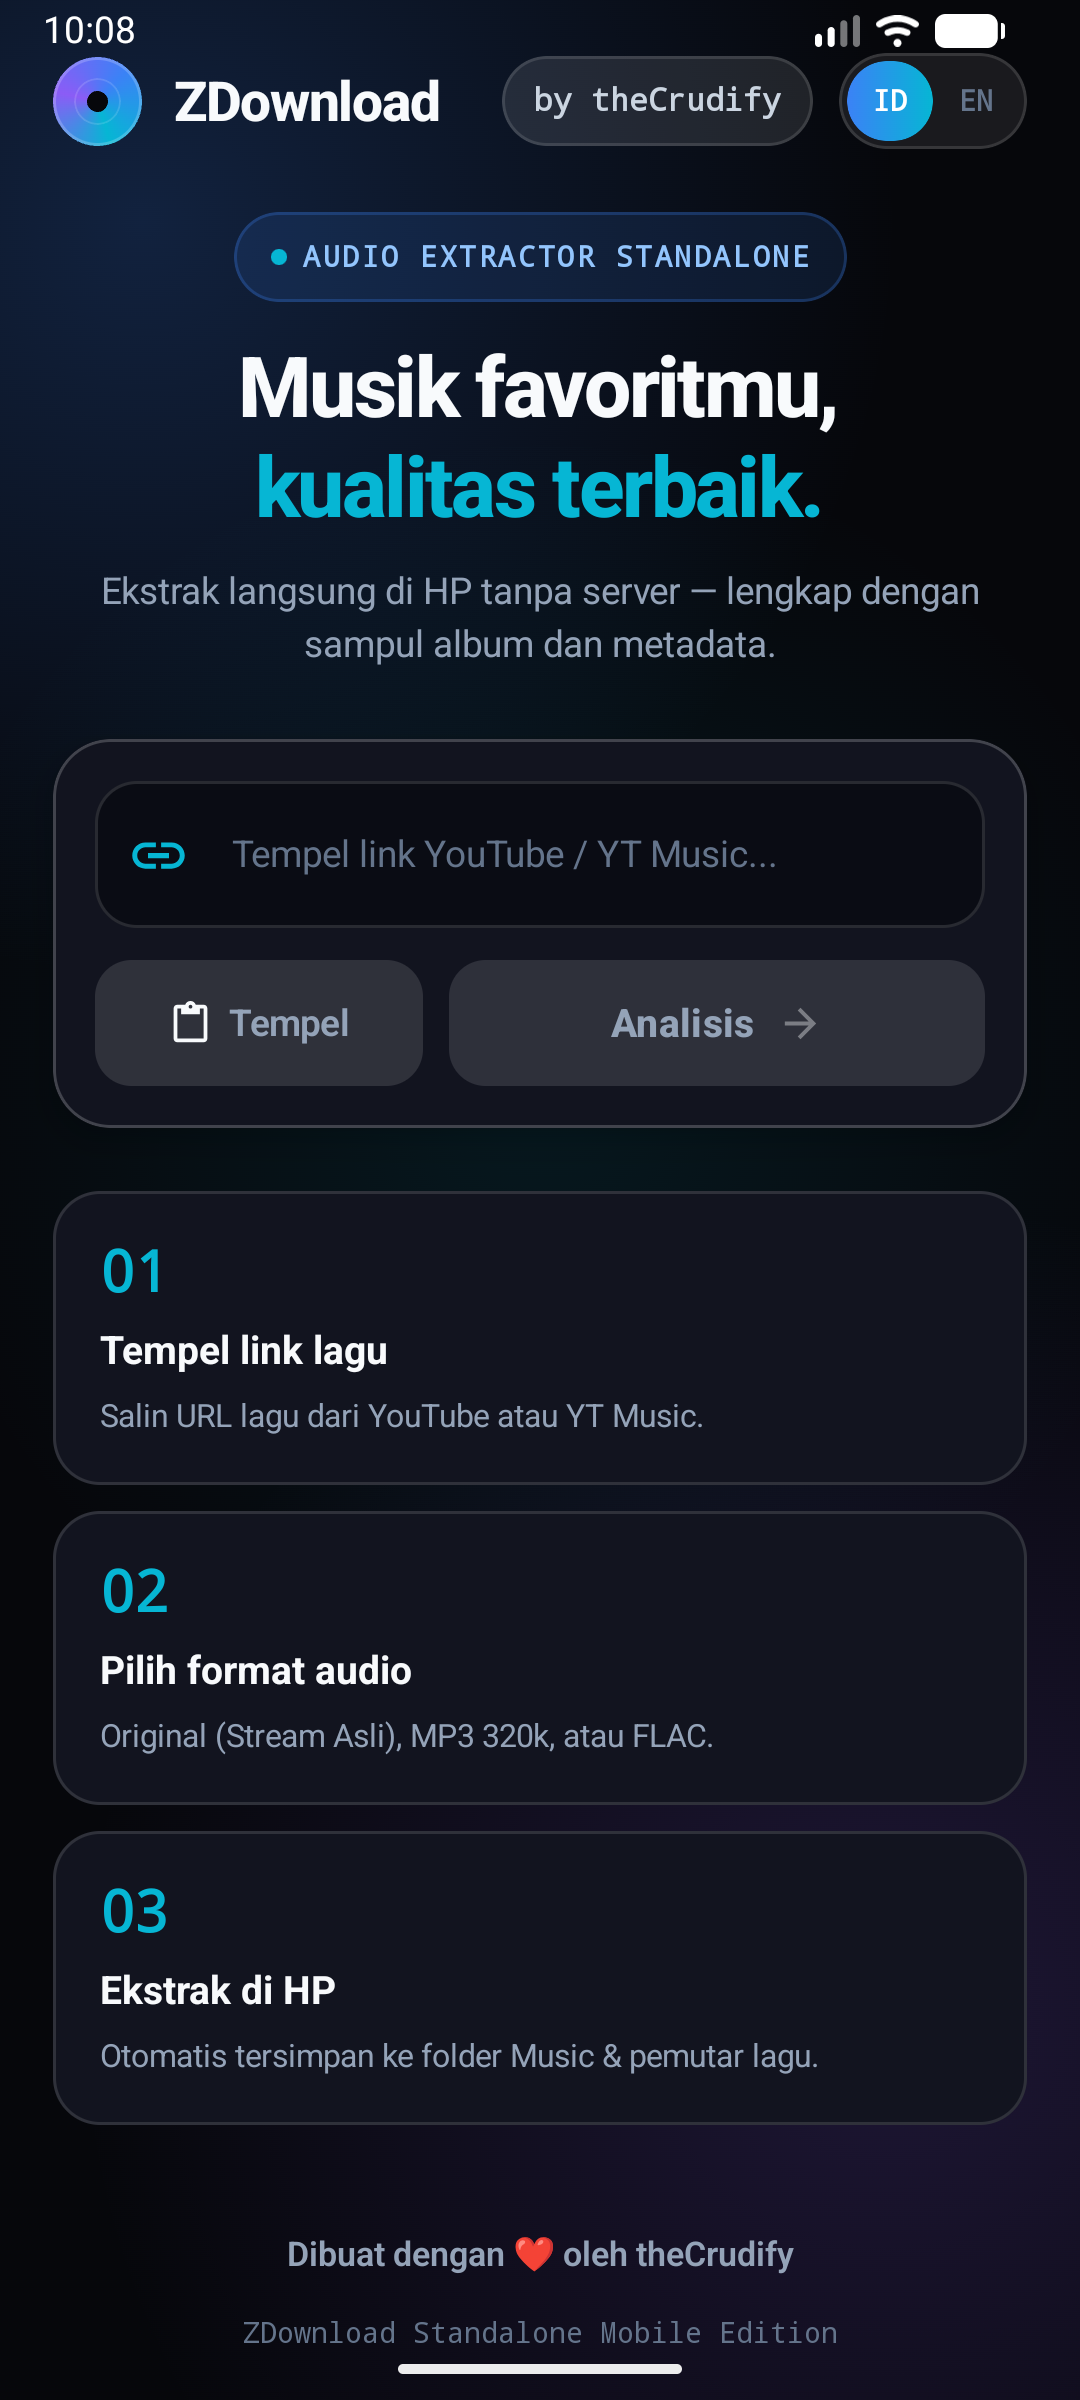 10:08
ZDownload
by theCrudify
ID
EN
AUDIO EXTRACTOR STANDALONE
Musik favoritmu,
kualitas terbaik.
Ekstrak langsung di HP tanpa server — lengkap dengan
sampul album dan metadata.
Tempel link YouTube / YT Music...
Tempel
Analisis →
01
Tempel link lagu
Salin URL lagu dari YouTube atau YT Music.
02
Pilih format audio
Original (Stream Asli), MP3 320k, atau FLAC.
03
Ekstrak di HP
Otomatis tersimpan ke folder Music & pemutar lagu.
Dibuat dengan ❤️ oleh theCrudify
ZDownload Standalone Mobile Edition